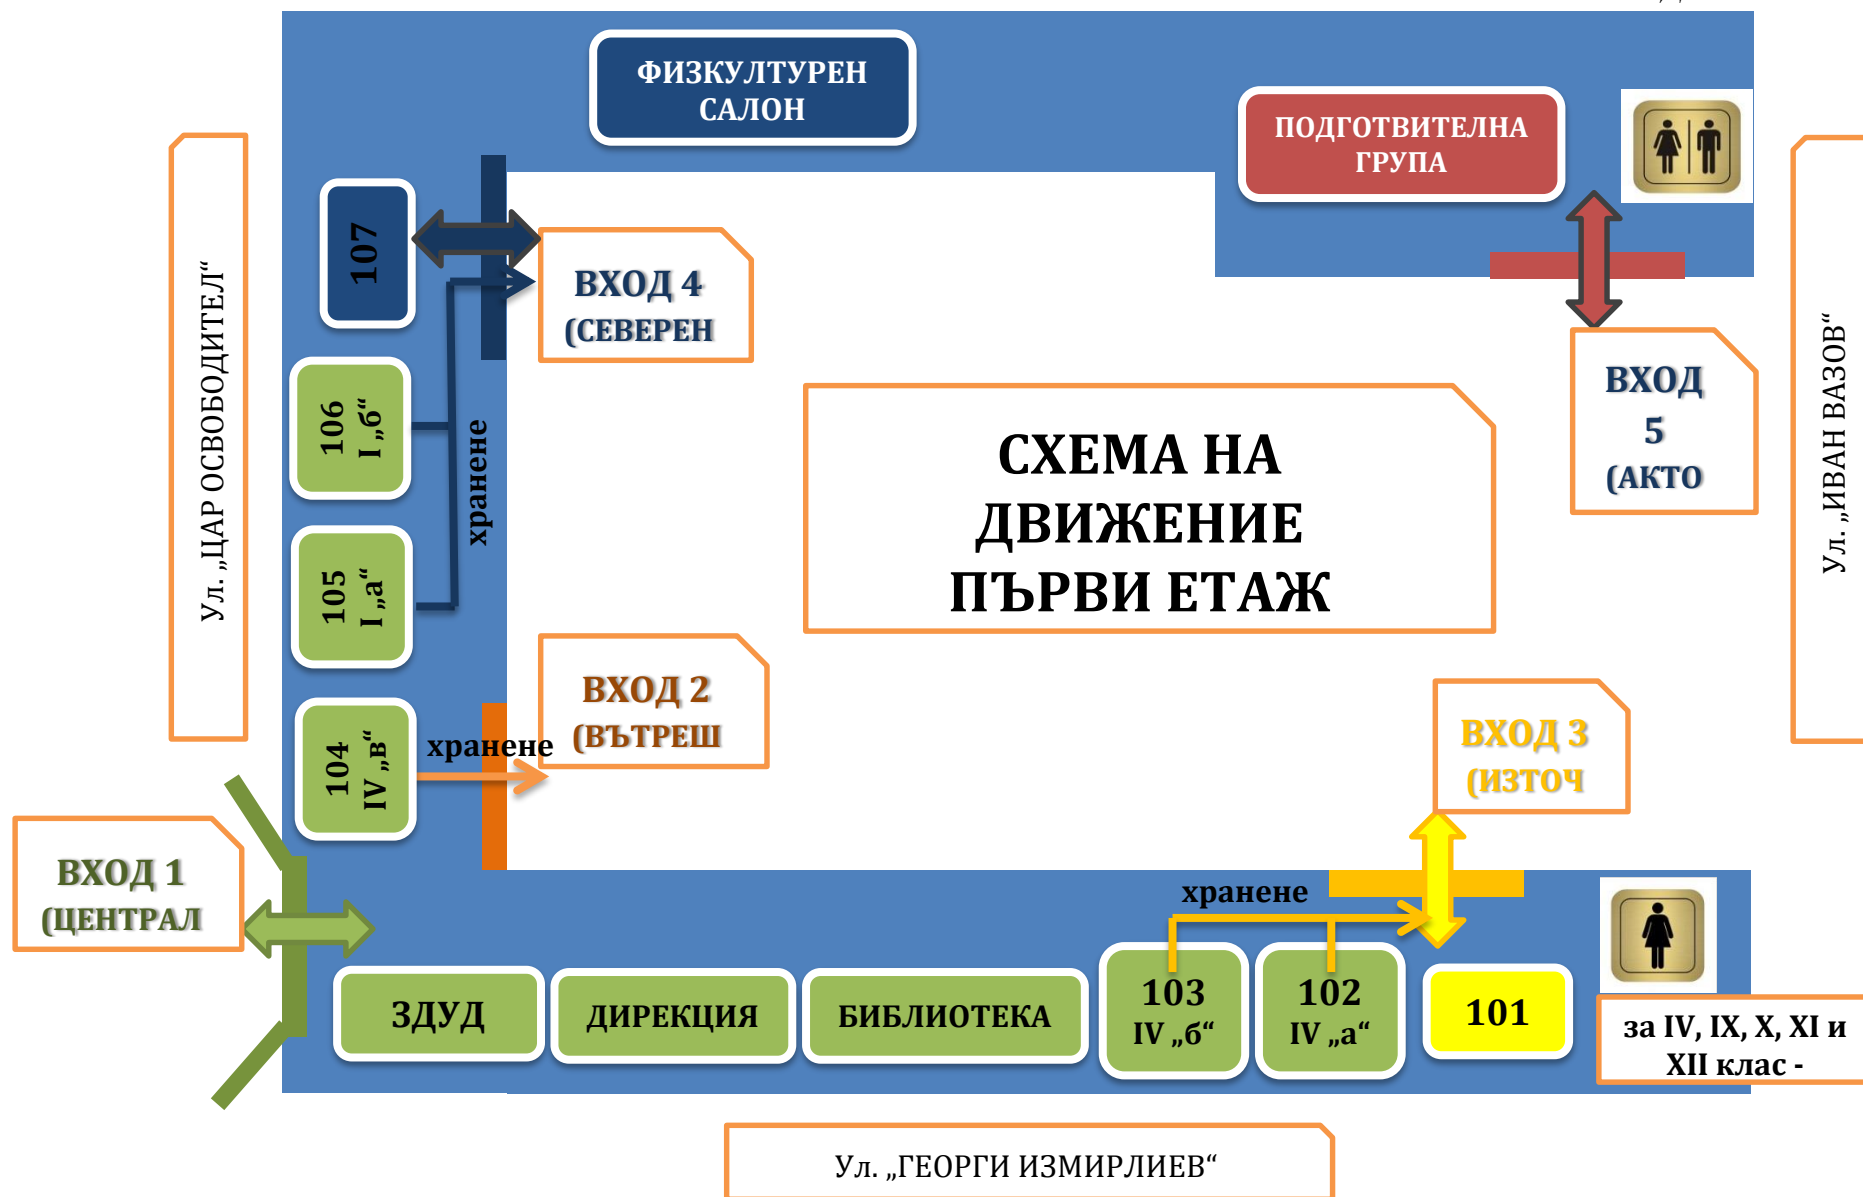 ФИЗКУЛТУРЕН
САЛОН
ПОДГОТВИТЕЛНА
ГРУПА
Ул. „ЦАР ОСВОБОДИТЕЛ“
107
ВХОД 4
(СЕВЕРЕН
106
I „б“
хранене
105
I „а“
СХЕМА НА
ДВИЖЕНИЕ
ПЪРВИ ЕТАЖ
ВХОД
5
(АКТО
Ул. „ИВАН ВАЗОВ“
ВХОД 2
(ВЪТРЕШ
104
IV „в“
хранене
ВХОД 3
(ИЗТОЧ
ВХОД 1
(ЦЕНТРАЛ
хранене
ЗДУД
ДИРЕКЦИЯ
БИБЛИОТЕКА
103
IV „б“
102
IV „а“
101
за IV, IX, X, XI и
XII клас -
Ул. „ГЕОРГИ ИЗМИРЛИЕВ“